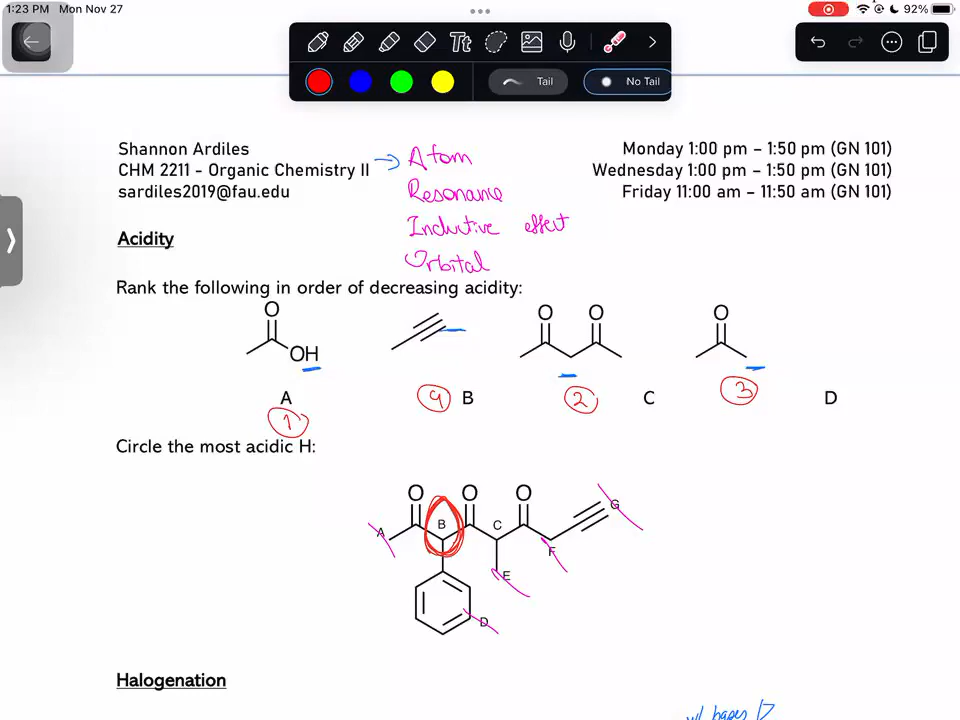 1:23 PM Mon Nov 27
92%
Tt
Tail
No Tail
Shannon Ardiles
CHM 2211 - Organic Chemistry II
sardiles2019@fau.edu
Atom
Resonance
Inductive effect
Orbital
Monday 1:00 pm – 1:50 pm (GN 101)
Wednesday 1:00 pm – 1:50 pm (GN 101)
Friday 11:00 am – 11:50 am (GN 101)
Acidity
Rank the following in order of decreasing acidity:
O OH
O O
O
A B C D
1 4 2 3
Circle the most acidic H:
O O O
A B C G
F
E
D
Halogenation
w/ bases